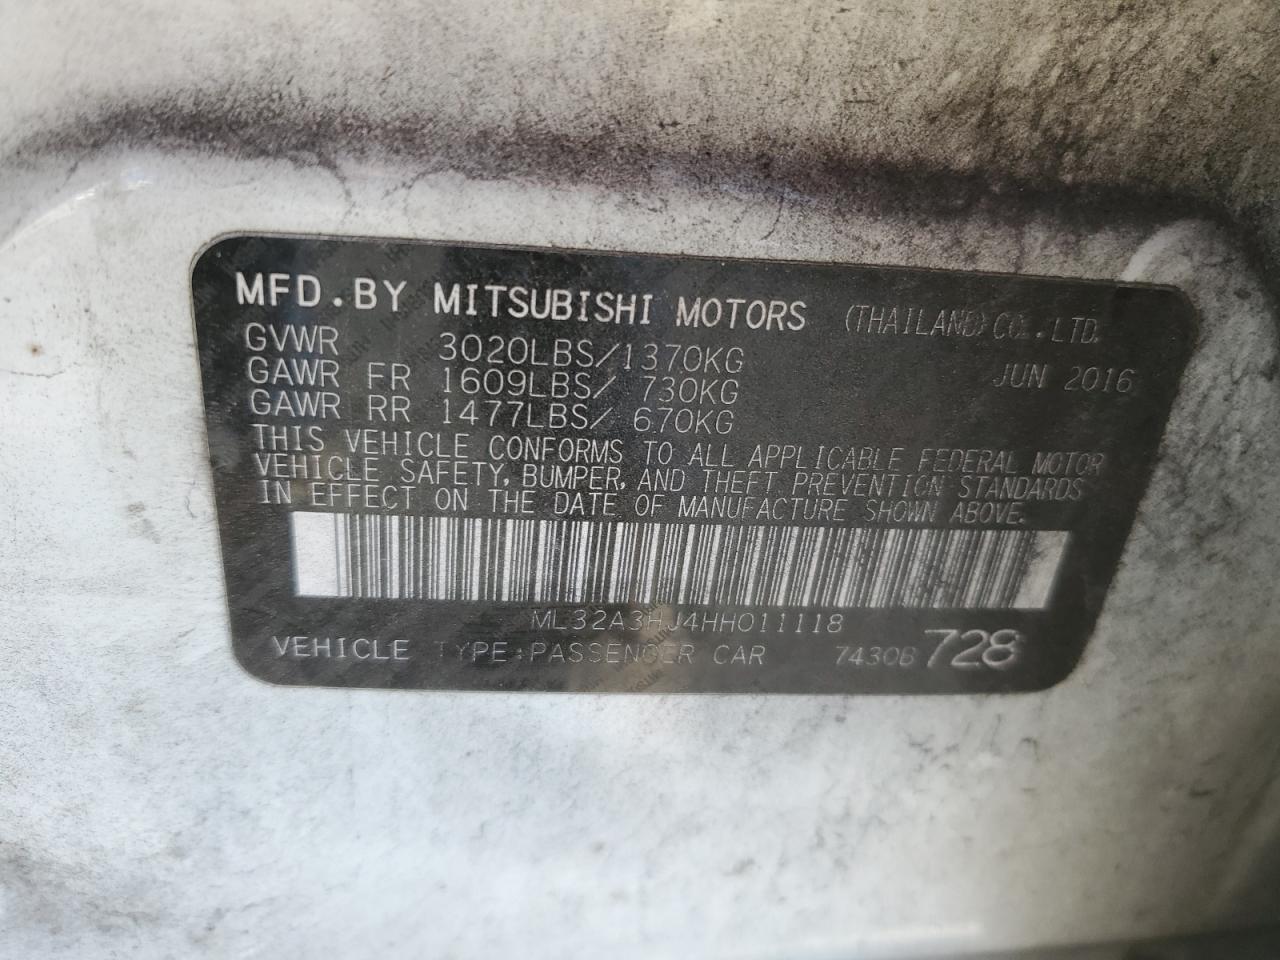 MFD.BY MITSUBISHI MOTORS (THAILAND) CO.,LTD.
GVWR 3020LBS/1370KG JUN 2016
GAWR FR 1609LBS/ 730KG
GAWR RR 1477LBS/ 670KG
THIS VEHICLE CONFORMS TO ALL APPLICABLE FEDERAL MOTOR
VEHICLE SAFETY, BUMPER, AND THEFT PREVENTION STANDARDS
IN EFFECT ON THE DATE OF MANUFACTURE SHOWN ABOVE.
ML32A3HJ4HH011118
VEHICLE TYPE:PASSENGER CAR 7430B 728